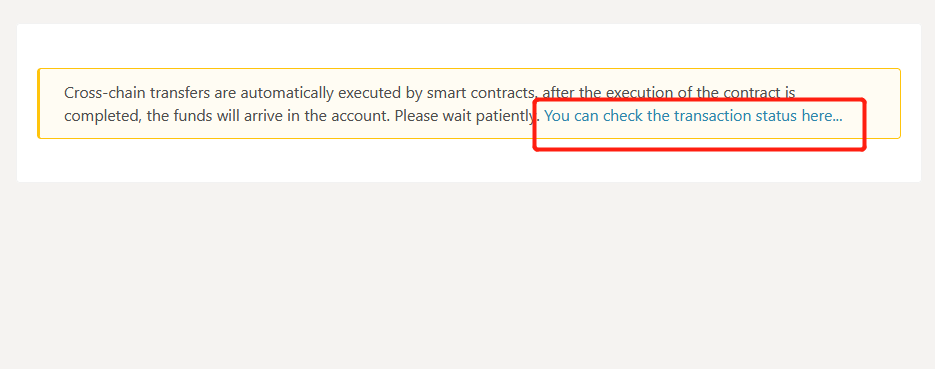 Cross-chain transfers are automatically executed by smart contracts, after the execution of the contract is
completed, the funds will arrive in the account. Please wait patiently. You can check the transaction status here...